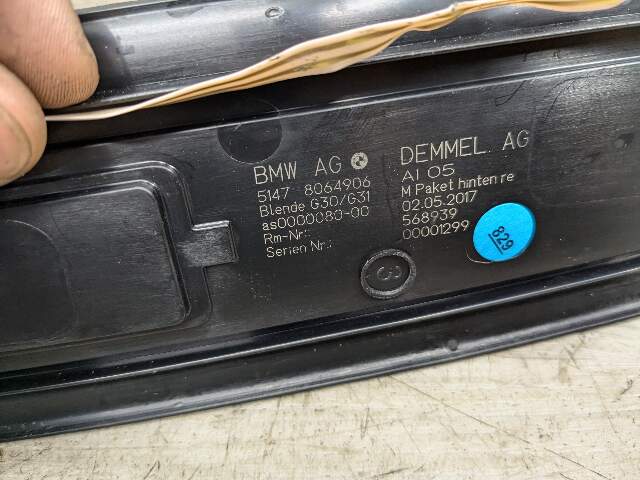 BMW AG
5147 8064906
Blende G30/G31
as0000080-00
Rm-Nr:
Serien Nr.:
DEMMEL AG
AI 05
M Paket hinten re
02.05.2017
568939
00001299
829
3